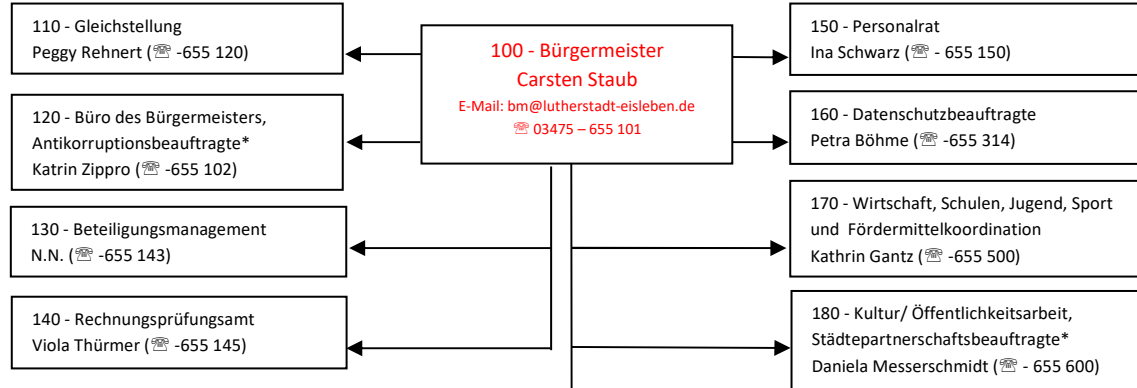 110 - Gleichstellung
Peggy Rehnert (☏ -655 120)
120 - Büro des Bürgermeisters,
Antikorruptionsbeauftragte*
Katrin Zippro (☏ -655 102)
130 - Beteiligungsmanagement
N.N. (☏ -655 143)
140 - Rechnungsprüfungsamt
Viola Thürmer (☏ -655 145)
100 - Bürgermeister
Carsten Staub
E-Mail: bm@lutherstadt-eisleben.de
☏ 03475 – 655 101
150 - Personalrat
Ina Schwarz (☏ - 655 150)
160 - Datenschutzbeauftragte
Petra Böhme (☏ -655 314)
170 - Wirtschaft, Schulen, Jugend, Sport
und Fördermittelkoordination
Kathrin Gantz (☏ -655 500)
180 - Kultur/ Öffentlichkeitsarbeit,
Städtepartnerschaftsbeauftragte*
Daniela Messerschmidt (☏ - 655 600)